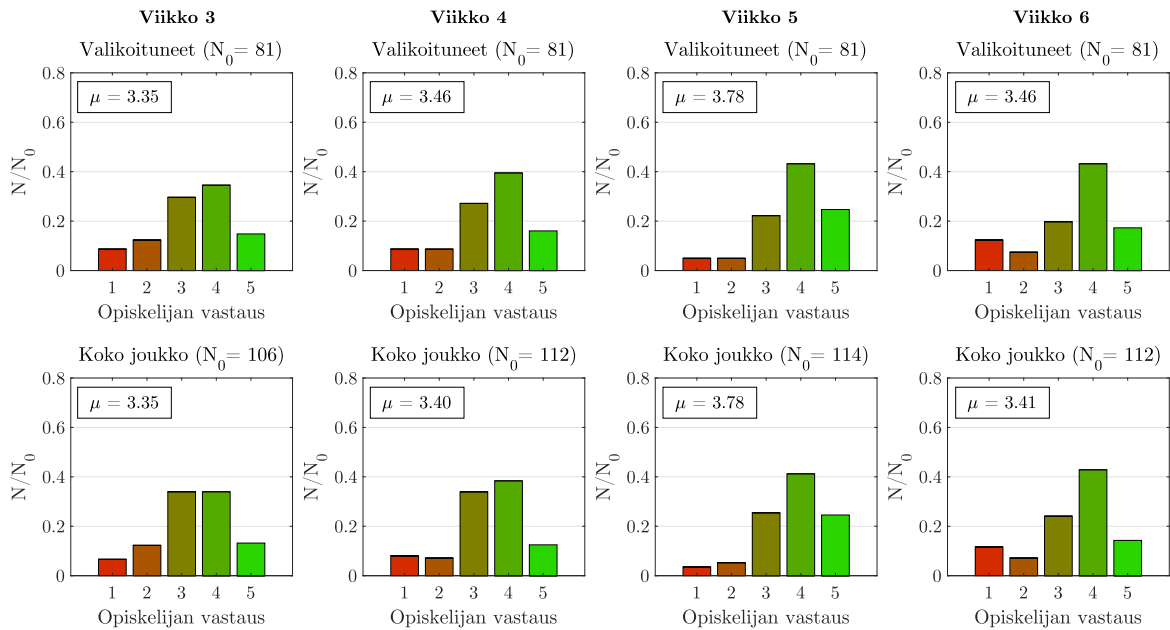 Viikko 3
Viikko 4
Viikko 5
Viikko 6
Valikoituneet (N0= 81)
Valikoituneet (N0= 81)
Valikoituneet (N0= 81)
Valikoituneet (N0= 81)
0.8
0.6
0.4
0.2
0
N/N0
μ = 3.35
1 2 3 4 5
Opiskelijan vastaus
0.8
0.6
0.4
0.2
0
N/N0
μ = 3.46
1 2 3 4 5
Opiskelijan vastaus
0.8
0.6
0.4
0.2
0
N/N0
μ = 3.78
1 2 3 4 5
Opiskelijan vastaus
0.8
0.6
0.4
0.2
0
N/N0
μ = 3.46
1 2 3 4 5
Opiskelijan vastaus
Koko joukko (N0= 106)
Koko joukko (N0= 112)
Koko joukko (N0= 114)
Koko joukko (N0= 112)
0.8
0.6
0.4
0.2
0
N/N0
μ = 3.35
1 2 3 4 5
Opiskelijan vastaus
0.8
0.6
0.4
0.2
0
N/N0
μ = 3.40
1 2 3 4 5
Opiskelijan vastaus
0.8
0.6
0.4
0.2
0
N/N0
μ = 3.78
1 2 3 4 5
Opiskelijan vastaus
0.8
0.6
0.4
0.2
0
N/N0
μ = 3.41
1 2 3 4 5
Opiskelijan vastaus